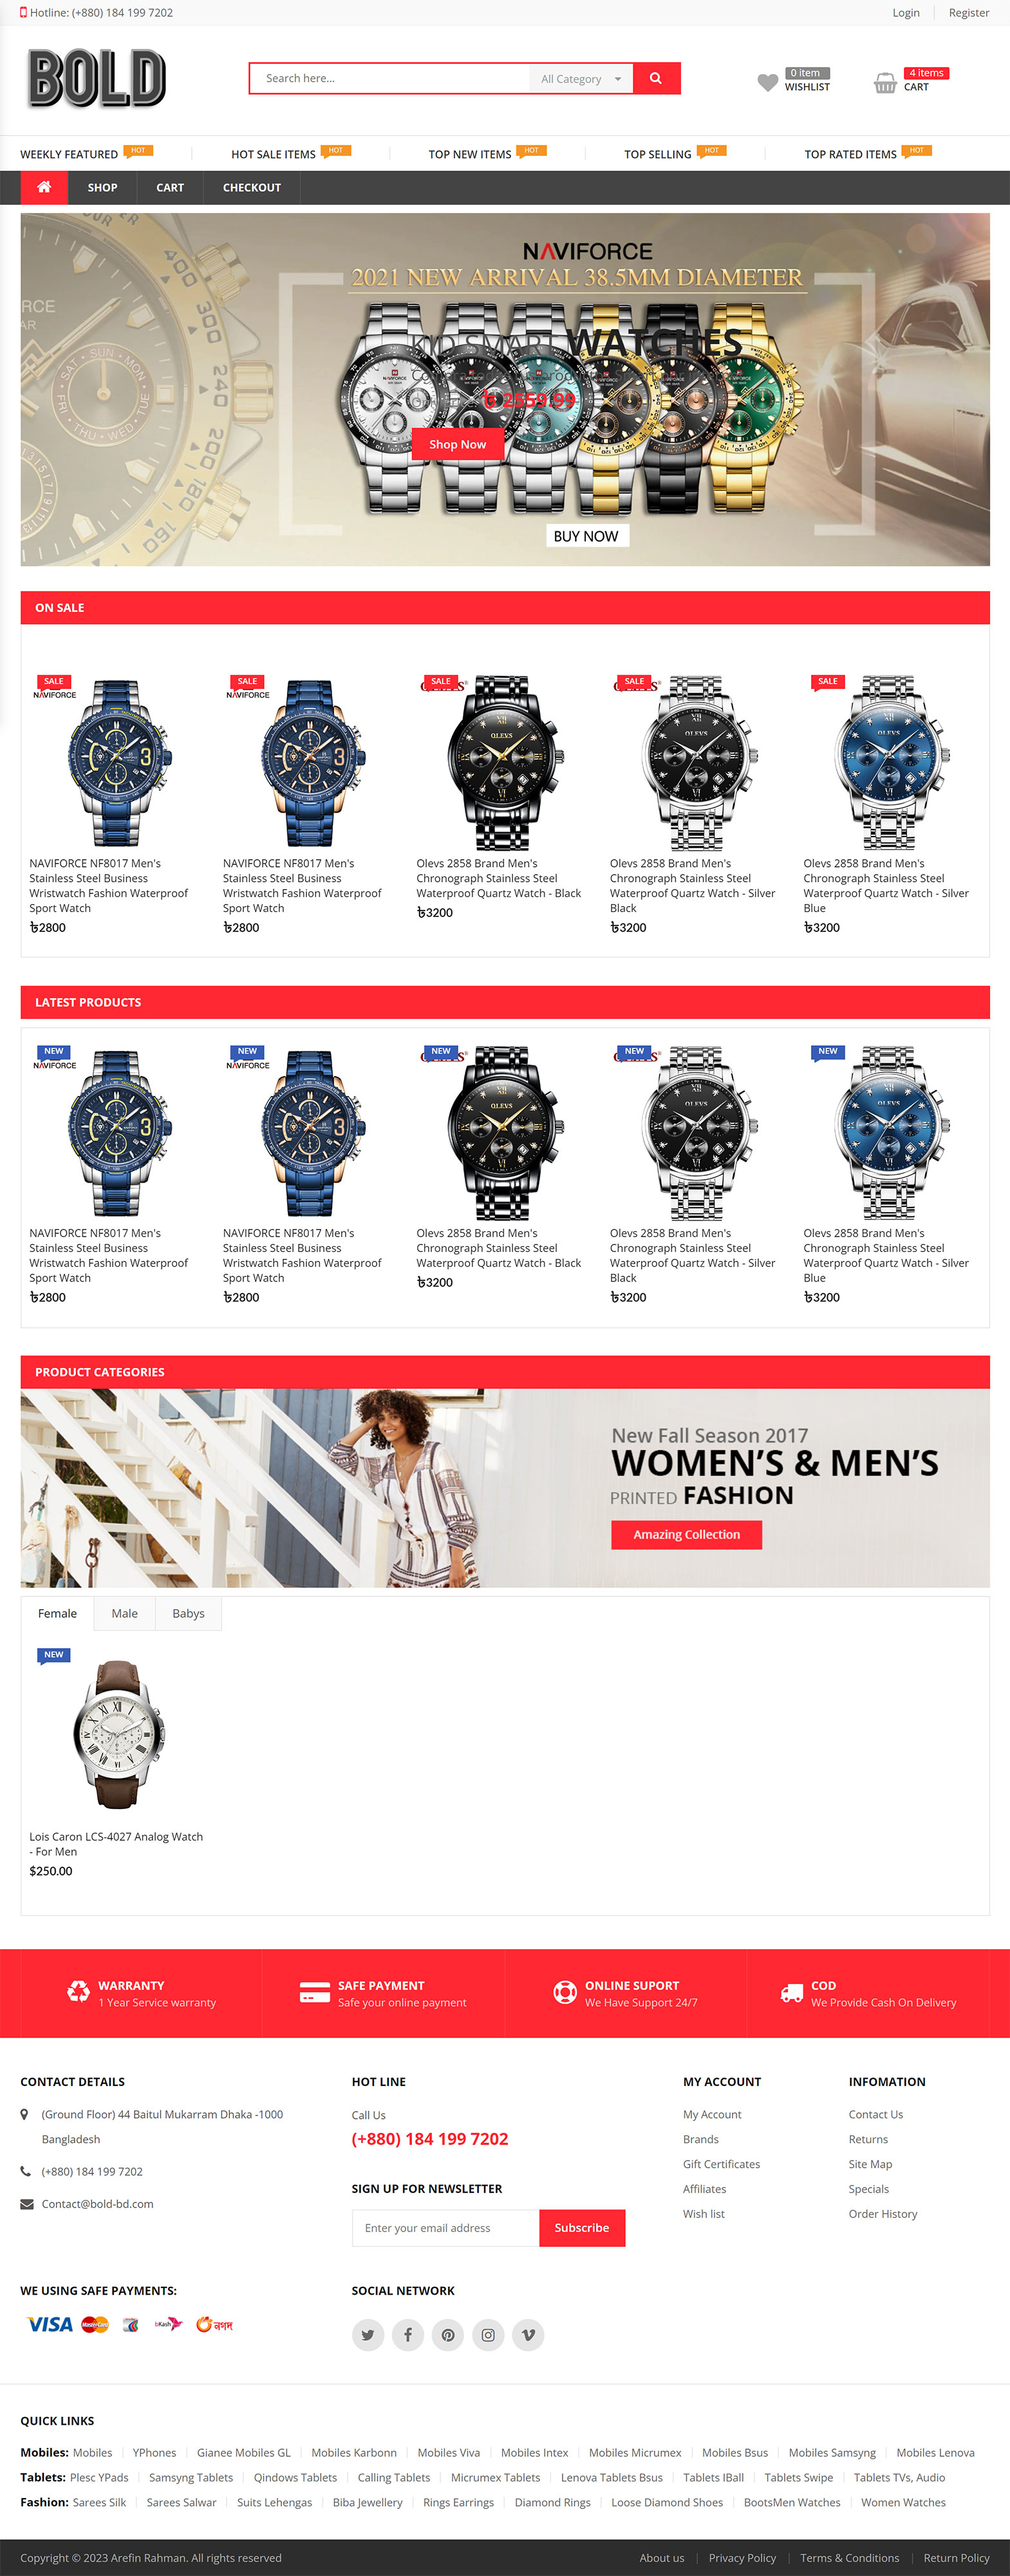 Hotline: (+880) 184 199 7202
Login
Register
BOLD
Search here...
All Category
0 item
WISHLIST
4 items
CART
WEEKLY FEATURED HOT
HOT SALE ITEMS HOT
TOP NEW ITEMS HOT
TOP SELLING HOT
TOP RATED ITEMS HOT
SHOP
CART
CHECKOUT
NAVIFORCE
2021 NEW ARRIVAL 38.5MM DIAMETER
KID SMART WATCHES
৳ 2559.99
Shop Now
BUY NOW
ON SALE
SALE
NAVIFORCE
SALE
NAVIFORCE
SALE
OLEVS
SALE
OLEVS
SALE
OLEVS
NAVIFORCE NF8017 Men's
Stainless Steel Business
Wristwatch Fashion Waterproof
Sport Watch
৳2800
NAVIFORCE NF8017 Men's
Stainless Steel Business
Wristwatch Fashion Waterproof
Sport Watch
৳2800
Olevs 2858 Brand Men's
Chronograph Stainless Steel
Waterproof Quartz Watch - Black
৳3200
Olevs 2858 Brand Men's
Chronograph Stainless Steel
Waterproof Quartz Watch - Silver
Black
৳3200
Olevs 2858 Brand Men's
Chronograph Stainless Steel
Waterproof Quartz Watch - Silver
Blue
৳3200
LATEST PRODUCTS
NEW
NAVIFORCE
NEW
NAVIFORCE
NEW
OLEVS
NEW
OLEVS
NEW
OLEVS
NAVIFORCE NF8017 Men's
Stainless Steel Business
Wristwatch Fashion Waterproof
Sport Watch
৳2800
NAVIFORCE NF8017 Men's
Stainless Steel Business
Wristwatch Fashion Waterproof
Sport Watch
৳2800
Olevs 2858 Brand Men's
Chronograph Stainless Steel
Waterproof Quartz Watch - Black
৳3200
Olevs 2858 Brand Men's
Chronograph Stainless Steel
Waterproof Quartz Watch - Silver
Black
৳3200
Olevs 2858 Brand Men's
Chronograph Stainless Steel
Waterproof Quartz Watch - Silver
Blue
৳3200
PRODUCT CATEGORIES
New Fall Season 2017
WOMEN'S & MEN'S
PRINTED FASHION
Amazing Collection
Female
Male
Babys
NEW
Lois Caron LCS-4027 Analog Watch
- For Men
$250.00
WARRANTY
1 Year Service warranty
SAFE PAYMENT
Safe your online payment
ONLINE SUPORT
We Have Support 24/7
COD
We Provide Cash On Delivery
CONTACT DETAILS
(Ground Floor) 44 Baitul Mukarram Dhaka -1000
Bangladesh
(+880) 184 199 7202
Contact@bold-bd.com
HOT LINE
Call Us
(+880) 184 199 7202
SIGN UP FOR NEWSLETTER
Enter your email address
Subscribe
MY ACCOUNT
My Account
Brands
Gift Certificates
Affiliates
Wish list
INFOMATION
Contact Us
Returns
Site Map
Specials
Order History
WE USING SAFE PAYMENTS:
VISA MasterCard bKash নগদ
SOCIAL NETWORK
QUICK LINKS
Mobiles: Mobiles YPhones Gianee Mobiles GL Mobiles Karbonn Mobiles Viva Mobiles Intex Mobiles Micrumex Mobiles Bsus Mobiles Samsyng Mobiles Lenova
Tablets: Plesc YPads Samsyng Tablets Qindows Tablets Calling Tablets Micrumex Tablets Lenova Tablets Bsus Tablets IBall Tablets Swipe Tablets TVs, Audio
Fashion: Sarees Silk Sarees Salwar Suits Lehengas Biba Jewellery Rings Earrings Diamond Rings Loose Diamond Shoes BootsMen Watches Women Watches
Copyright © 2023 Arefin Rahman. All rights reserved
About us
Privacy Policy
Terms & Conditions
Return Policy